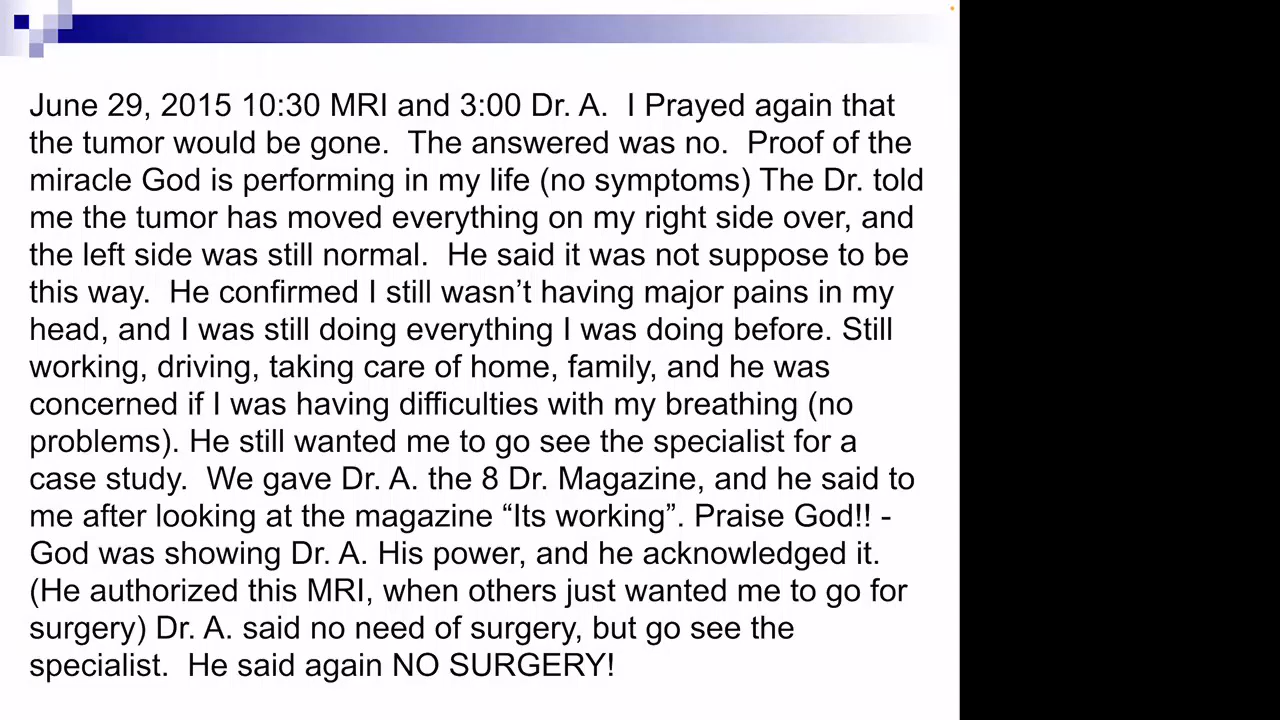 June 29, 2015 10:30 MRI and 3:00 Dr. A.  I Prayed again that
the tumor would be gone.  The answered was no.  Proof of the
miracle God is performing in my life (no symptoms) The Dr. told
me the tumor has moved everything on my right side over, and
the left side was still normal.  He said it was not suppose to be
this way.  He confirmed I still wasn’t having major pains in my
head, and I was still doing everything I was doing before. Still
working, driving, taking care of home, family, and he was
concerned if I was having difficulties with my breathing (no
problems). He still wanted me to go see the specialist for a
case study.  We gave Dr. A. the 8 Dr. Magazine, and he said to
me after looking at the magazine “Its working”. Praise God!! -
God was showing Dr. A. His power, and he acknowledged it.
(He authorized this MRI, when others just wanted me to go for
surgery) Dr. A. said no need of surgery, but go see the
specialist.  He said again NO SURGERY!